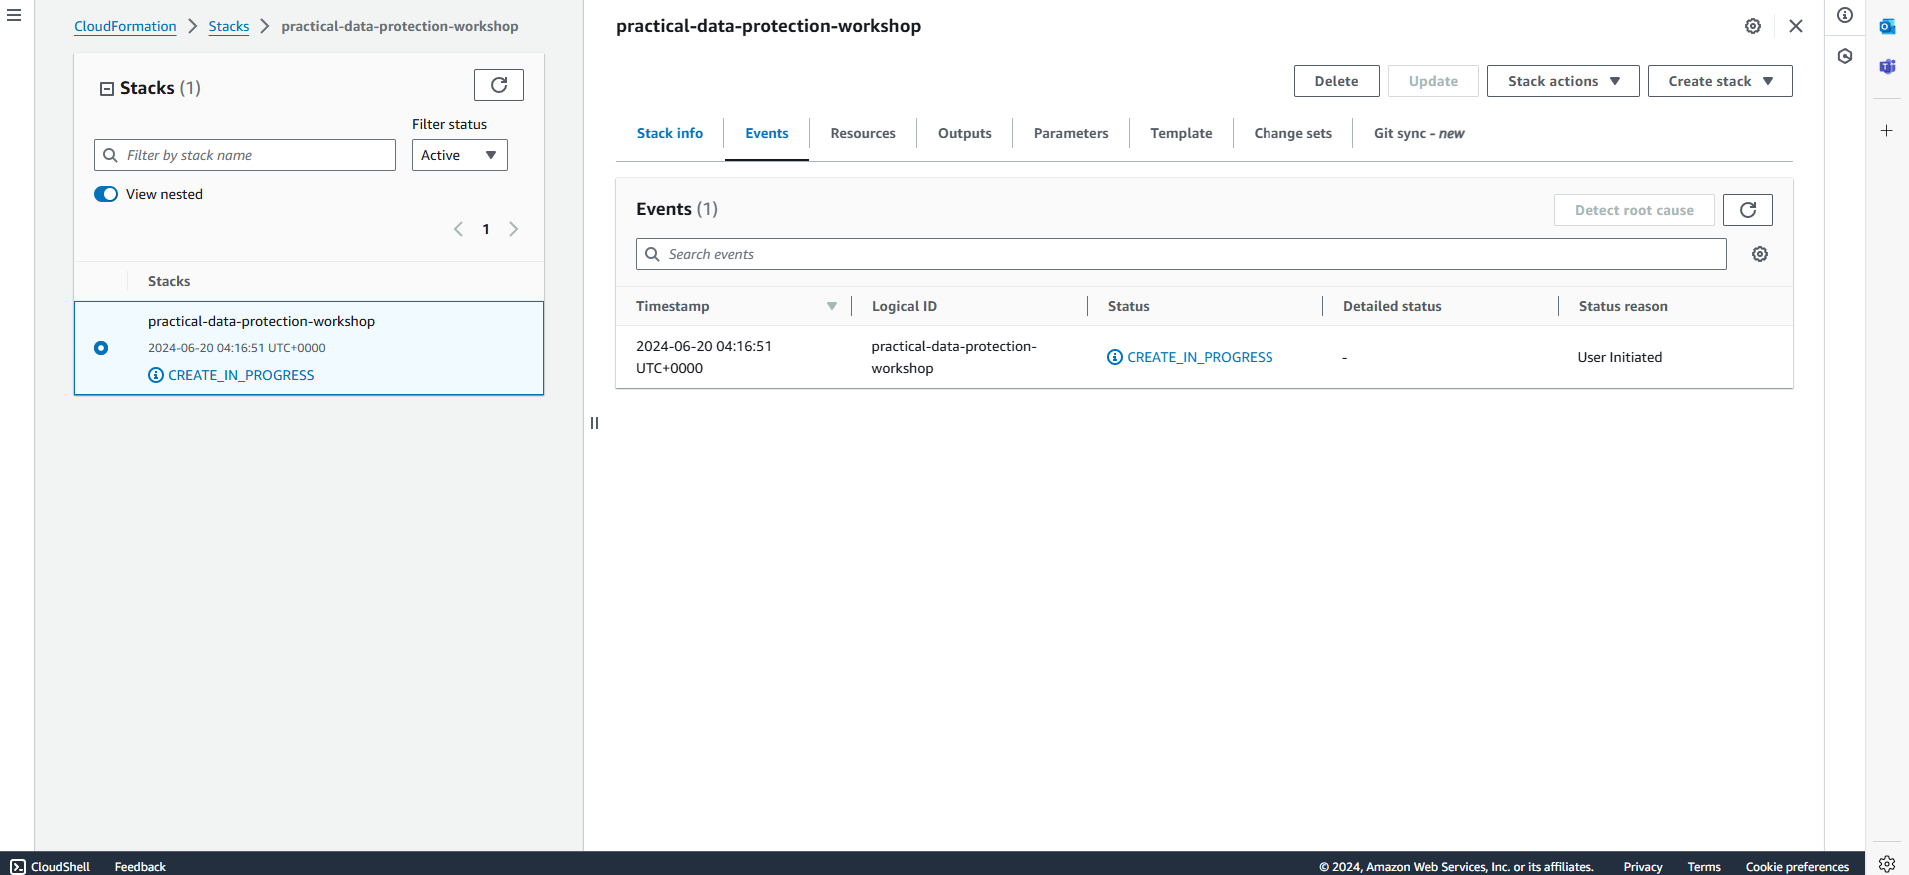 CloudFormation > Stacks > practical-data-protection-workshop
Stacks (1)
Filter status
Filter by stack name
Active
View nested
1
Stacks
practical-data-protection-workshop
2024-06-20 04:16:51 UTC+0000
CREATE_IN_PROGRESS
practical-data-protection-workshop
Delete Update Stack actions Create stack
Stack info Events Resources Outputs Parameters Template Change sets Git sync - new
Events (1)
Detect root cause
Search events
Timestamp Logical ID Status Detailed status Status reason
2024-06-20 04:16:51 UTC+0000 practical-data-protection-workshop CREATE_IN_PROGRESS - User Initiated
CloudShell Feedback © 2024, Amazon Web Services, Inc. or its affiliates. Privacy Terms Cookie preferences